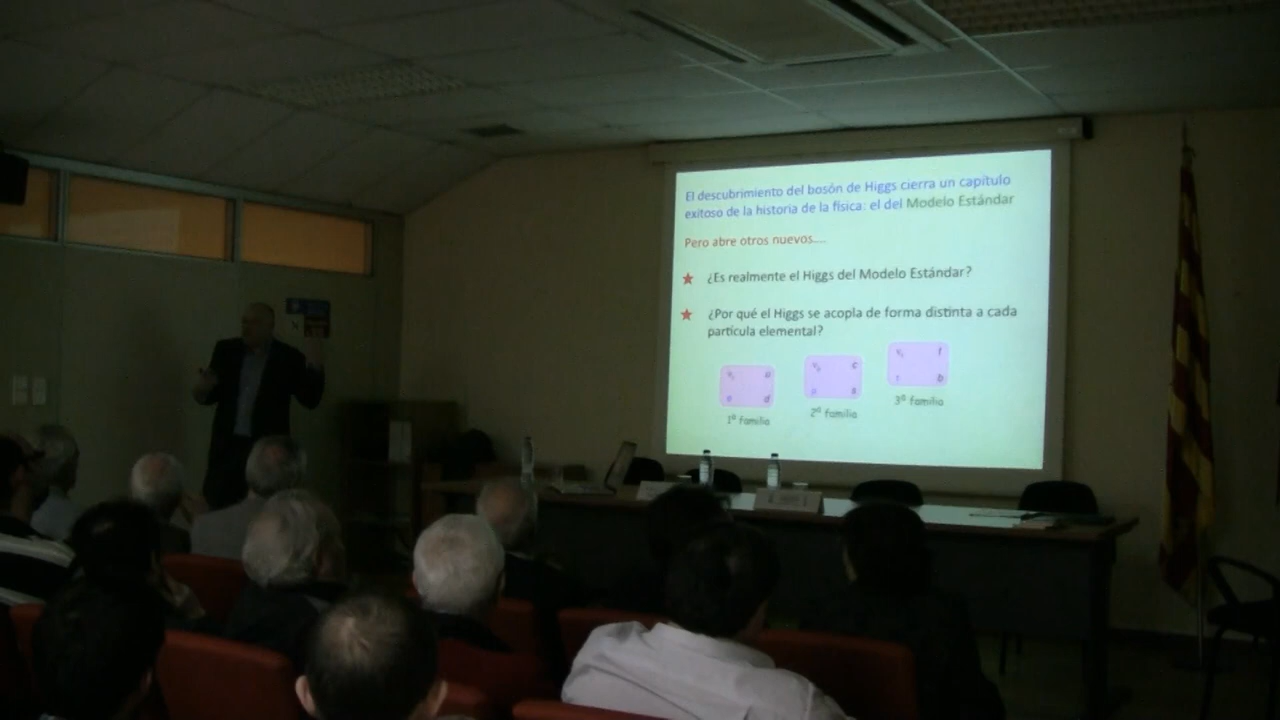 El descubrimiento del bosón de Higgs cierra un capítulo
exitoso de la historia de la física: el del Modelo Estándar
Pero abre otros nuevos....
¿Es realmente el Higgs del Modelo Estándar?
¿Por qué el Higgs se acopla de forma distinta a cada
partícula elemental?
d
c
b
1ª familia
2ª familia
3ª familia